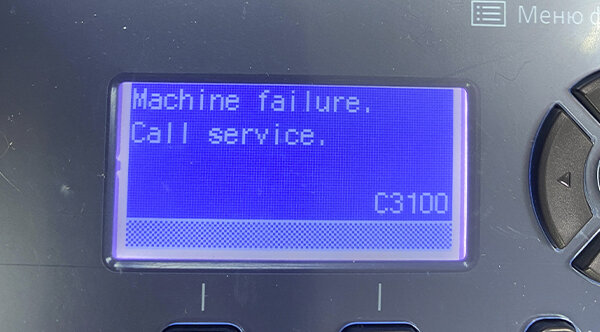 Меню
Machine failure.
Call service.
C3100